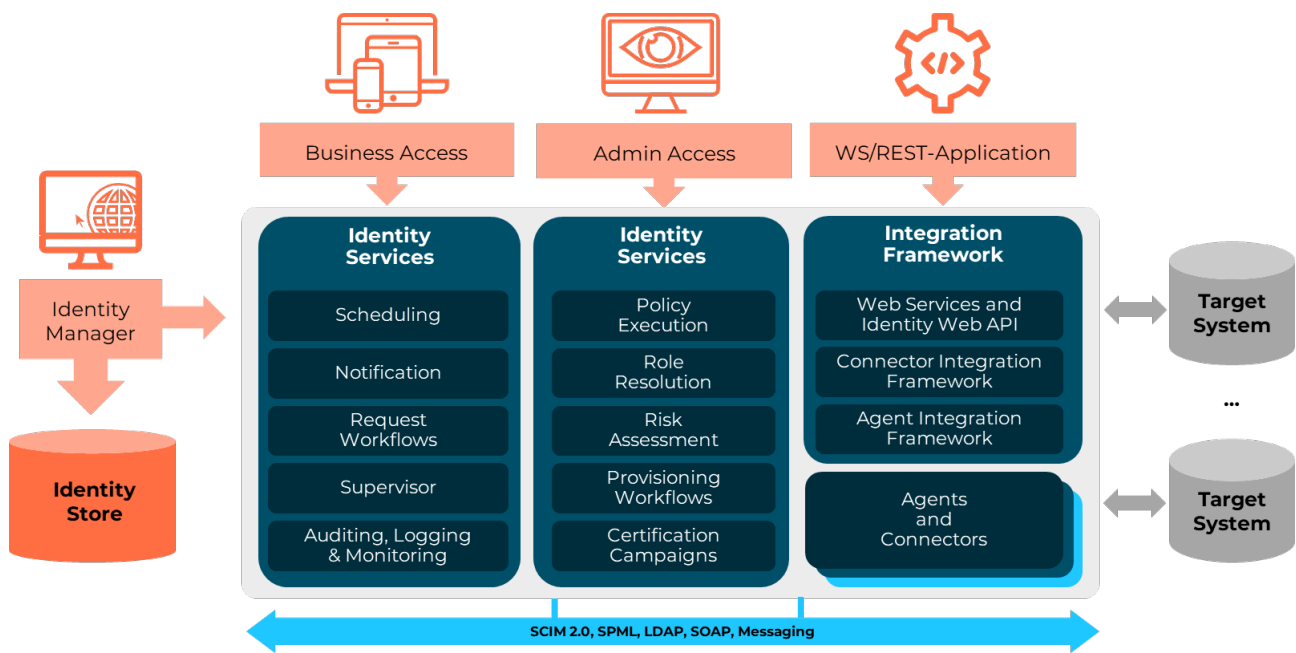 Business Access
Admin Access
WS/REST-Application
Identity
Manager
Identity
Store
Identity
Services
Scheduling
Notification
Request
Workflows
Supervisor
Auditing, Logging
& Monitoring
Identity
Services
Policy
Execution
Role
Resolution
Risk
Assessment
Provisioning
Workflows
Certification
Campaigns
Integration
Framework
Web Services and
Identity Web API
Connector Integration
Framework
Agent Integration
Framework
Agents
and
Connectors
Target
System
...
Target
System
SCIM 2.0, SPML, LDAP, SOAP, Messaging